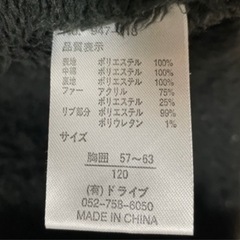 品質表示
表地 ポリエステル 100%
中綿 ポリエステル 100%
裏地 ポリエステル 100%
ファー アクリル 75%
ポリエステル 25%
リブ部分 ポリエステル 99%
ポリウレタン 1%
サイズ
胸囲 57～63
120
(有)ドライブ
052-758-6050
MADE IN CHINA